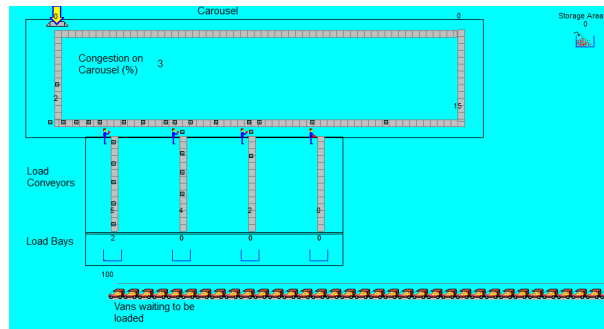 Carousel
0
0
Storage Area
0
Congestion on
Carousel (%)
3
2
15
Load
Conveyors
5
4
2
0
Load Bays
2
0
0
0
100
Vans waiting to be
loaded